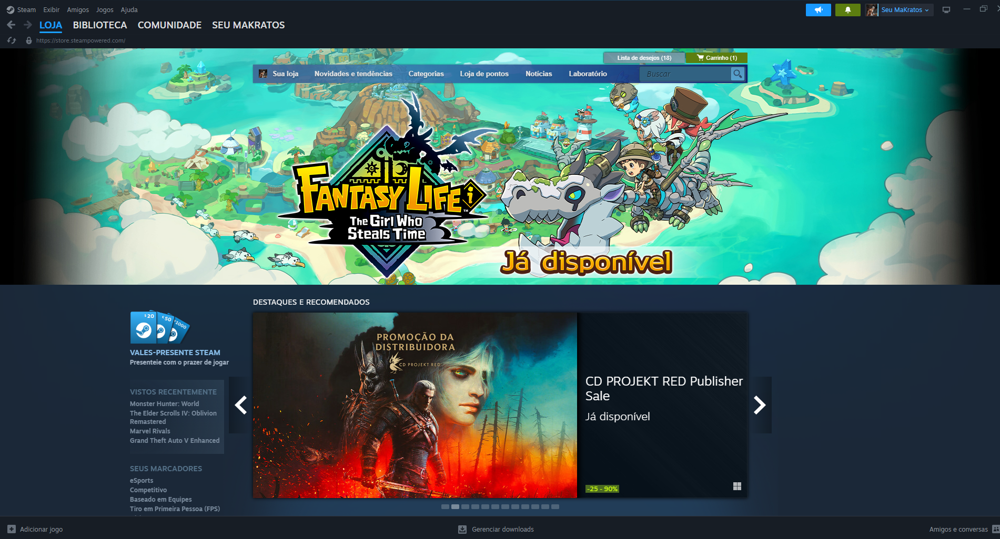 Steam Exibir Amigos Jogos Ajuda
Seu MaKratos
LOJA BIBLIOTECA COMUNIDADE SEU MAKRATOS
https://store.steampowered.com/
Lista de desejos (18) Carrinho (1)
Sua loja Novidades e tendências Categorias Loja de pontos Notícias Laboratório Buscar
FANTASY LIFE i ™
The Girl Who
Steals Time
Já disponível
DESTAQUES E RECOMENDADOS
$20 €50 ¥1000
VALES-PRESENTE STEAM
Presenteie com o prazer de jogar
VISTOS RECENTEMENTE
Monster Hunter: World
The Elder Scrolls IV: Oblivion
Remastered
Marvel Rivals
Grand Theft Auto V Enhanced
SEUS MARCADORES
eSports
Competitivo
Baseado em Equipes
Tiro em Primeira Pessoa (FPS)
PROMOÇÃO DA
DISTRIBUIDORA
CD PROJEKT RED
CD PROJEKT RED Publisher
Sale
Já disponível
-25 - 90%
Adicionar jogo Gerenciar downloads Amigos e conversas